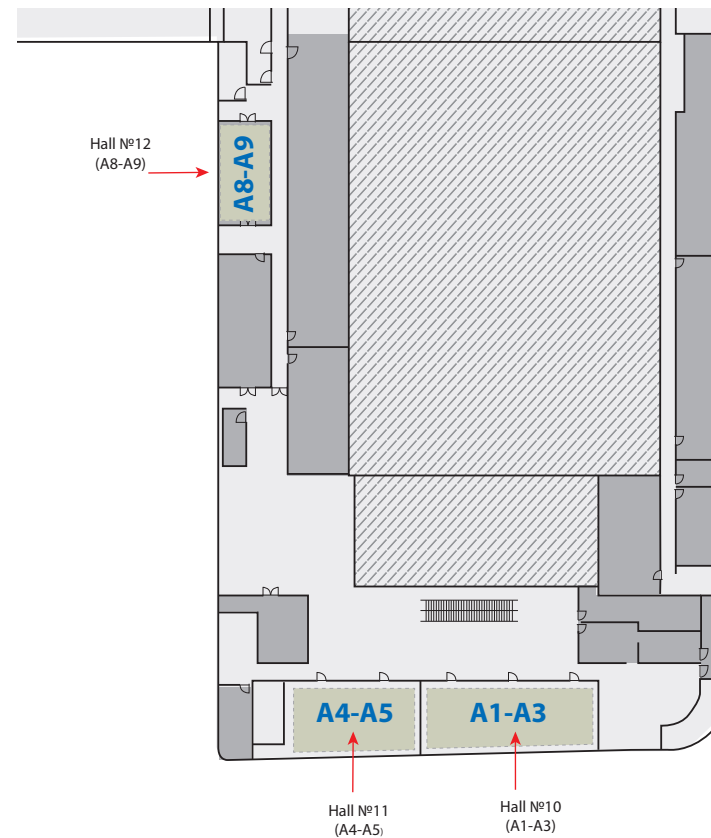 Hall №12
(A8-A9)
A8-A9
A4-A5
A1-A3
Hall №11
(A4-A5)
Hall №10
(A1-A3)